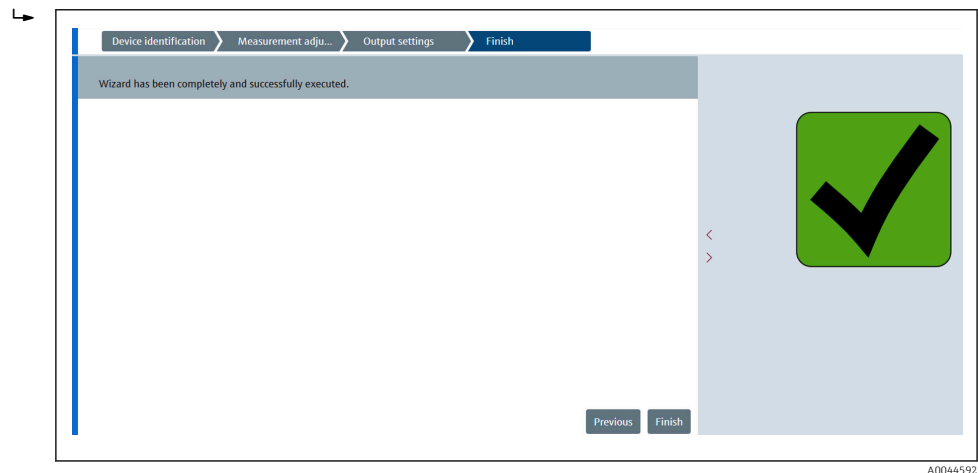 Device identification Measurement adju... Output settings Finish
Wizard has been completely and successfully executed.
Previous Finish
A0044592